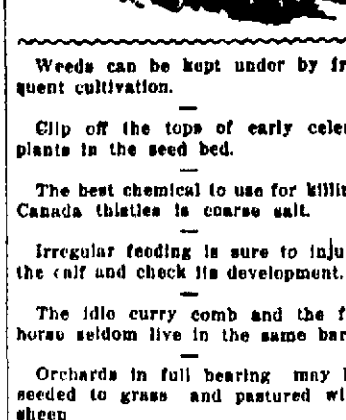 Weeds can be kept under by fr
quent cultivation.
Clip off the tops of early cele
plants in the seed bed.
The best chemical to use for killin
Canada thistles is coarse salt.
Irregular feeding is sure to inju
the calf and check its development.
The idle curry comb and the f
horse seldom live in the same bar
Orchards in full bearing may
seeded to grass and pastured wi
sheep